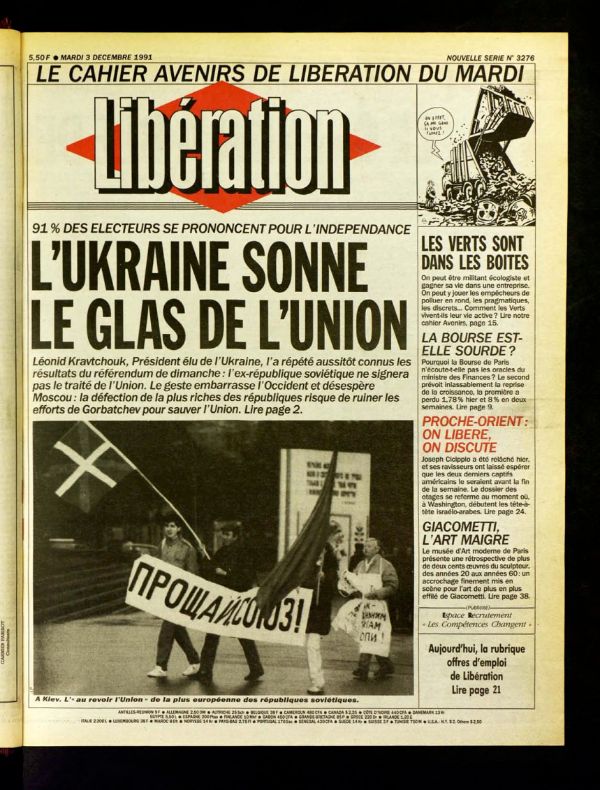 5,50 F ● MARDI 3 DECEMBRE 1991
NOUVELLE SERIE N° 3276
LE CAHIER AVENIRS DE LIBERATION DU MARDI
Libération
91 % DES ELECTEURS SE PRONONCENT POUR L'INDEPENDANCE
L'UKRAINE SONNE
LE GLAS DE L'UNION
Léonid Kravtchouk, Président élu de l'Ukraine, l'a répété aussitôt connus les
résultats du référendum de dimanche : l'ex-république soviétique ne signera
pas le traité de l'Union. Le geste embarrasse l'Occident et désespère
Moscou : la défection de la plus riches des républiques risque de ruiner les
efforts de Gorbatchev pour sauver l'Union. Lire page 2.
ПРОЩАЙ СОЮЗ!
A Kiev. L'« au revoir l'Union » de la plus européenne des républiques soviétiques.
LES VERTS SONT
DANS LES BOITES
On peut être militant écologiste et
gagner sa vie dans une entreprise.
On peut y jouer les empêcheurs de
polluer en rond, les pragmatiques,
les discrets... Comment les Verts
vivent-ils leur vie active ? Lire notre
cahier Avenirs, page 15.
LA BOURSE EST-
ELLE SOURDE ?
Pourquoi la Bourse de Paris
n'écoute-t-elle pas les oracles du
ministre des Finances ? Le second
prévoit inlassablement la reprise
de la croissance, la première a
perdu 1,78% hier et 8 % en deux
semaines. Lire page 9.
PROCHE-ORIENT :
ON LIBERE,
ON DISCUTE
Joseph Cicippio a été relâché hier,
et ses ravisseurs ont laissé espérer
que les deux derniers captifs
américains le seraient avant la fin
de la semaine. Le dossier des
otages se referme au moment où,
à Washington, débutent les tête-à-
tête israélo-arabes. Lire page 24.
GIACOMETTI,
L'ART MAIGRE
Le musée d'Art moderne de Paris
présente une rétrospective de plus
de deux cents œuvres du sculpteur,
des années 20 aux années 60 : un
accrochage finement mis en
scène pour l'art de plus en plus
effilé de Giacometti. Lire page 38.
(Publicité)
Espace Recrutement
« Les Compétences Changent »
Aujourd'hui, la rubrique
offres d'emploi
de Libération
Lire page 21